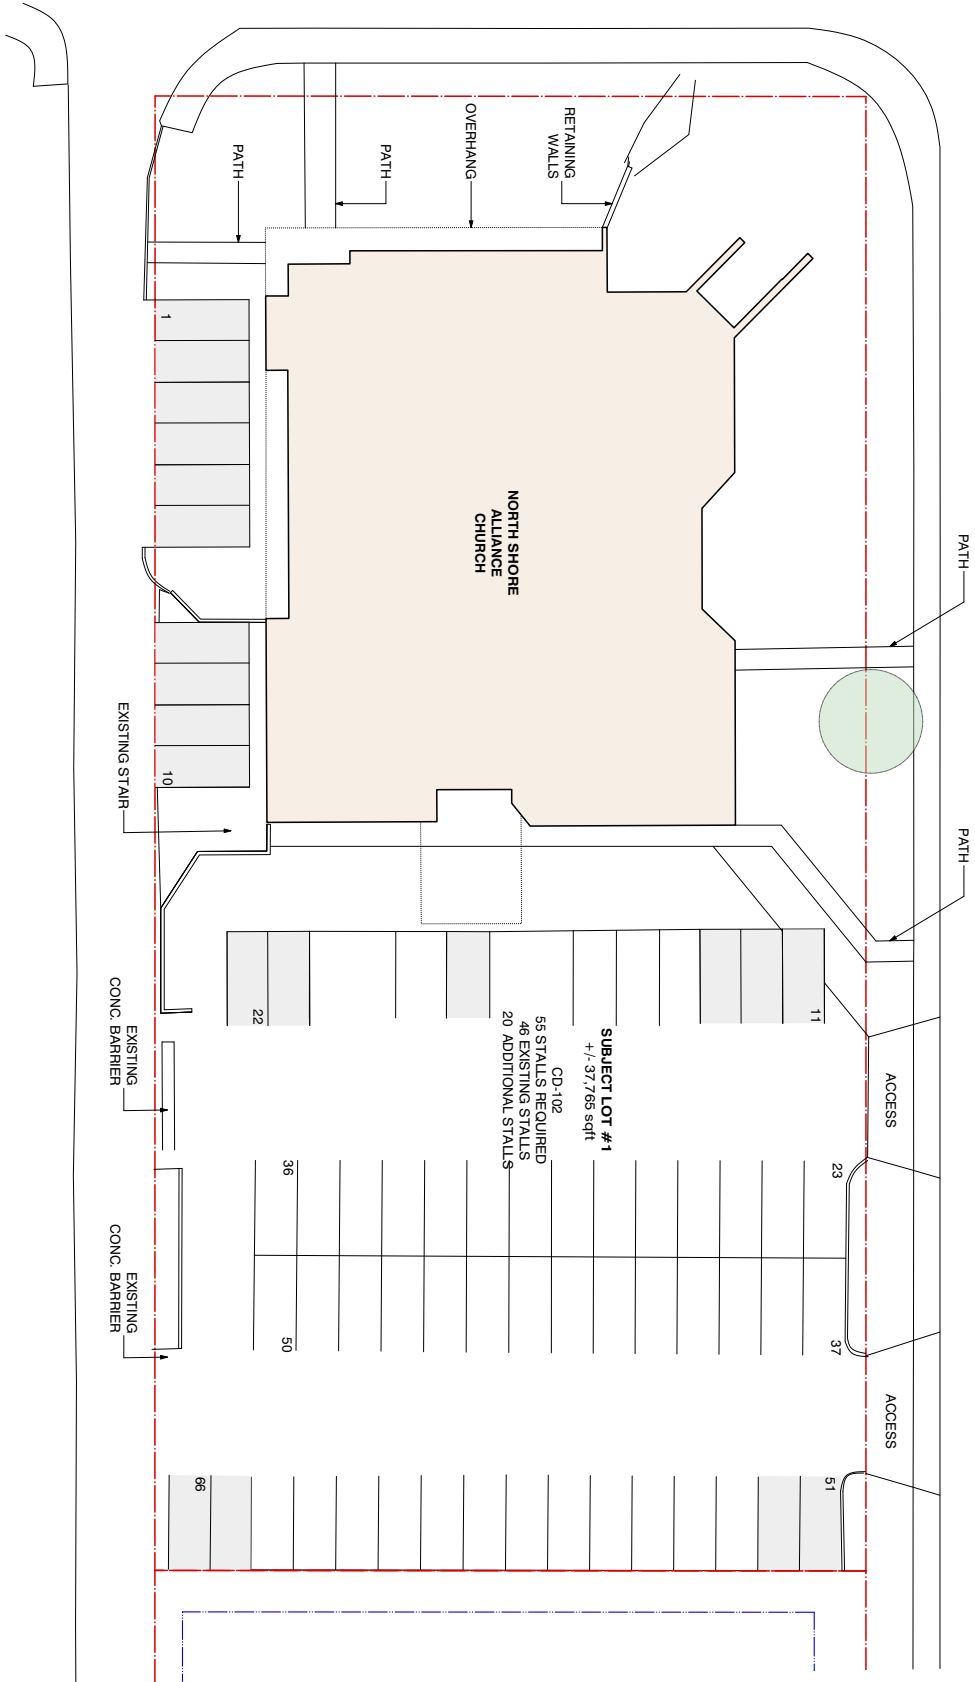 PATH
PATH
OVERHANG
RETAINING
WALLS
PATH
PATH
NORTH SHORE
ALLIANCE
CHURCH
1
10
EXISTING STAIR
11
22
SUBJECT LOT #1
+/- 37,765 sqft
CD-102
55 STALLS REQUIRED
46 EXISTING STALLS
20 ADDITIONAL STALLS
ACCESS
EXISTING
CONC. BARRIER
23
36
37
50
EXISTING
CONC. BARRIER
ACCESS
51
66